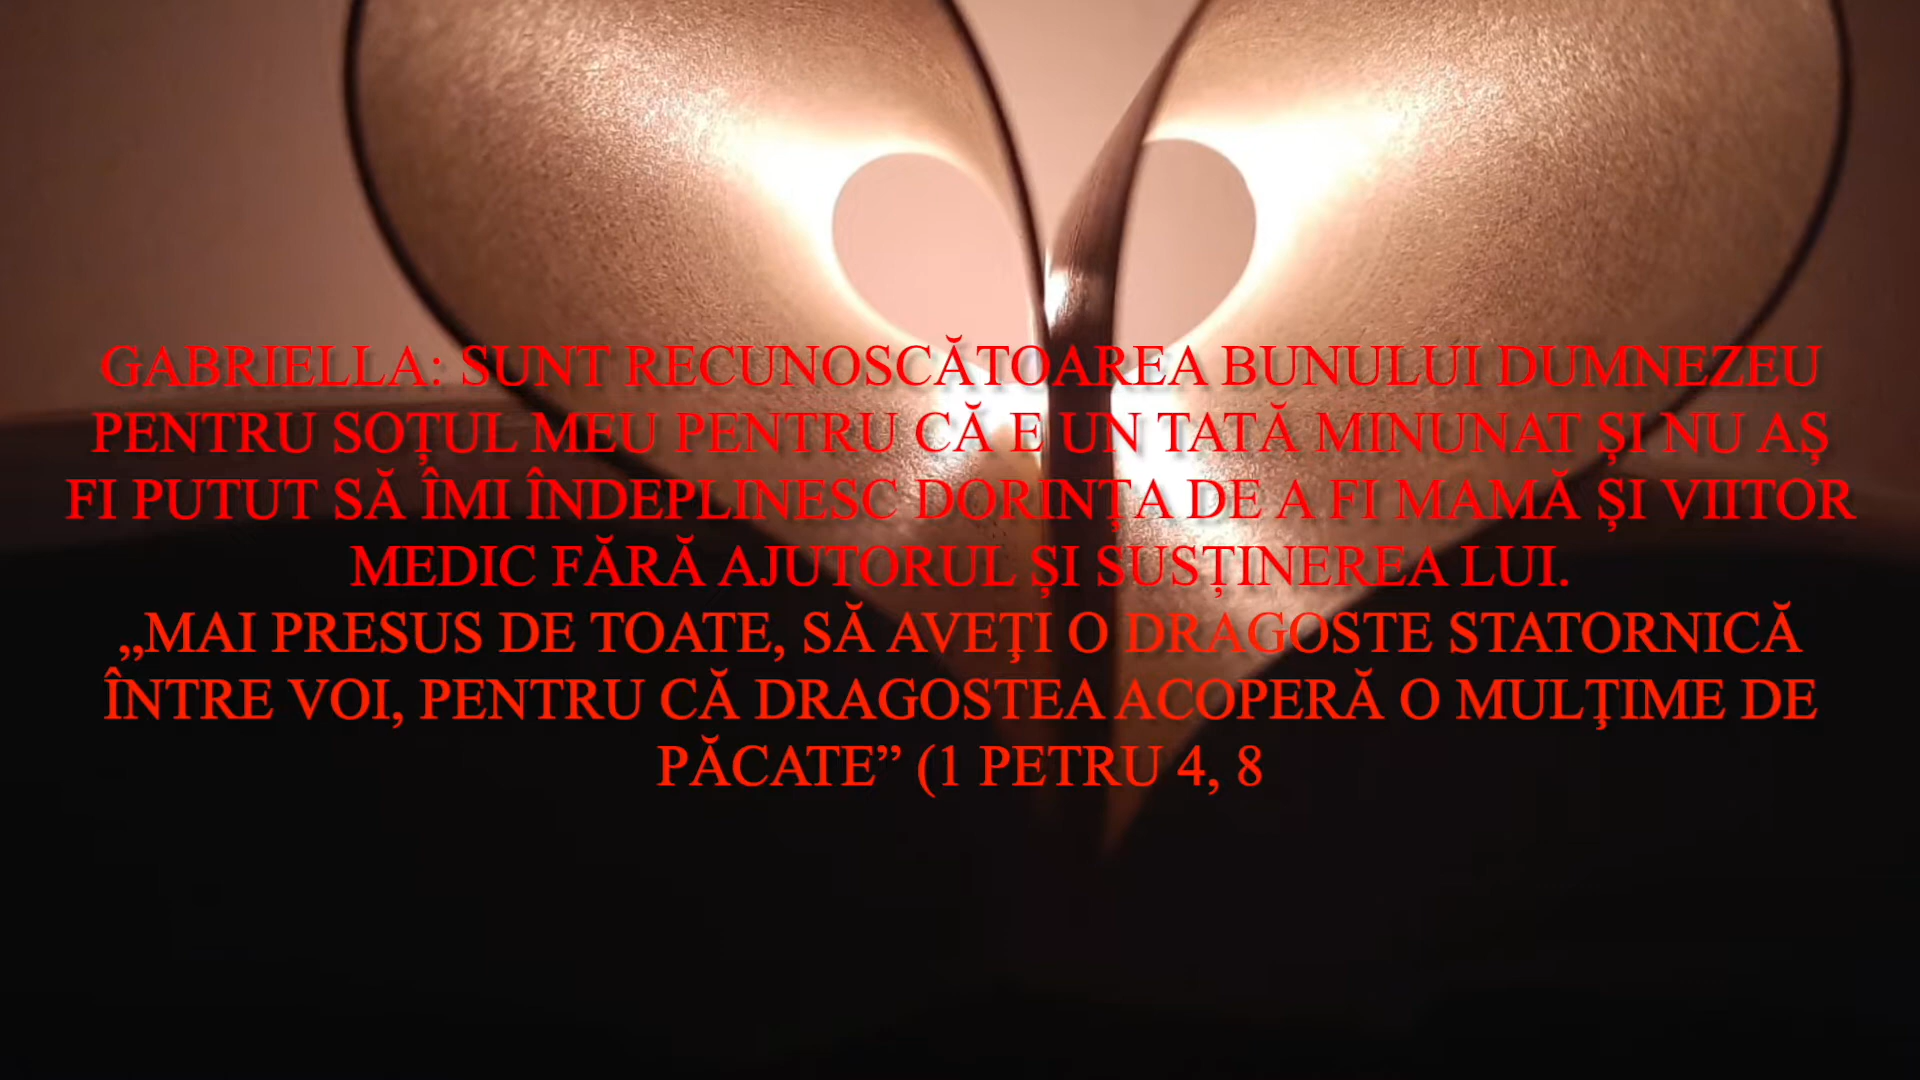 GABRIELLA: SUNT RECUNOSCĂTOAREA BUNULUI DUMNEZEU
PENTRU SOȚUL MEU PENTRU CĂ E UN TATĂ MINUNAT ȘI NU AȘ
FI PUTUT SĂ ÎMI ÎNDEPLINESC DORINȚA DE A FI MAMĂ ȘI VIITOR
MEDIC FĂRĂ AJUTORUL ȘI SUSȚINEREA LUI.
„MAI PRESUS DE TOATE, SĂ AVEŢI O DRAGOSTE STATORNICĂ
ÎNTRE VOI, PENTRU CĂ DRAGOSTEA ACOPERĂ O MULŢIME DE
PĂCATE” (1 PETRU 4, 8